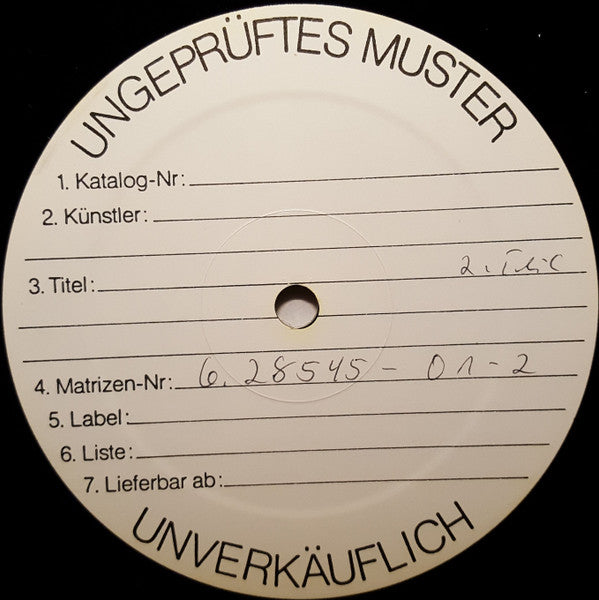 UNGEPRÜFTES MUSTER
1. Katalog-Nr:
2. Künstler:
3. Titel: 2.
4. Matrizen-Nr: 6.28545-01-2
5. Label:
6. Liste:
7. Lieferbar ab:
UNVERKÄUFLICH